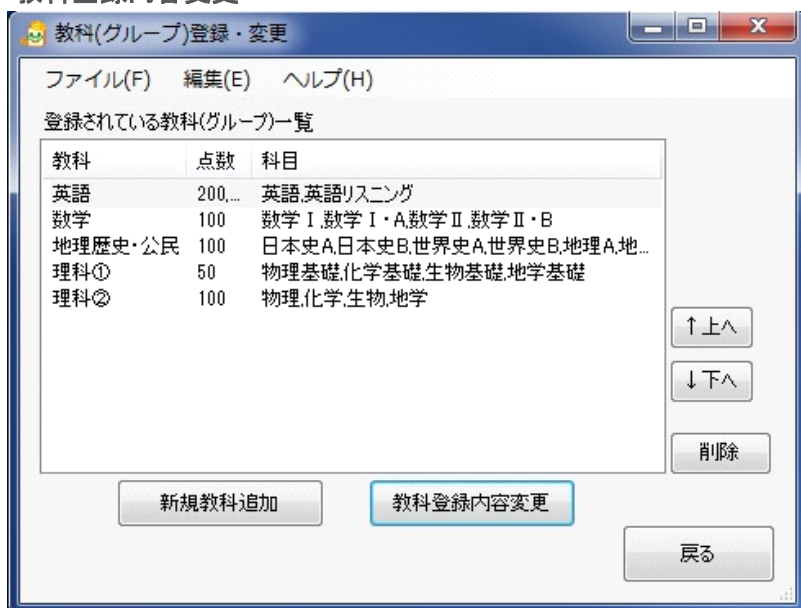 教科(グループ)登録・変更
ファイル(F) 編集(E) ヘルプ(H)
登録されている教科(グループ)一覧
教科 点数 科目
英語 200,... 英語,英語リスニング
数学 100 数学Ⅰ,数学Ⅰ・A,数学Ⅱ,数学Ⅱ・B
地理歴史・公民 100 日本史A,日本史B,世界史A,世界史B,地理A,地...
理科① 50 物理基礎,化学基礎,生物基礎,地学基礎
理科② 100 物理,化学,生物,地学
↑上へ
↓下へ
削除
新規教科追加 教科登録内容変更
戻る